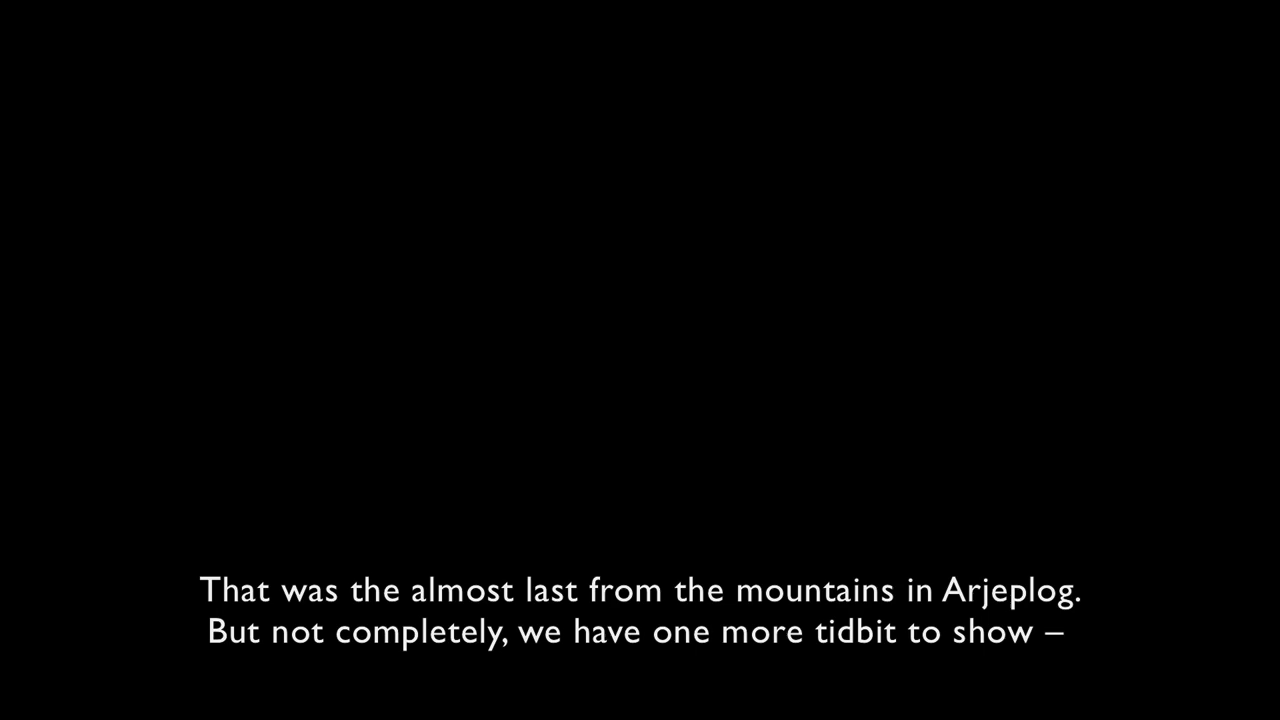 That was the almost last from the mountains in Arjeplog.
But not completely, we have one more tidbit to show –